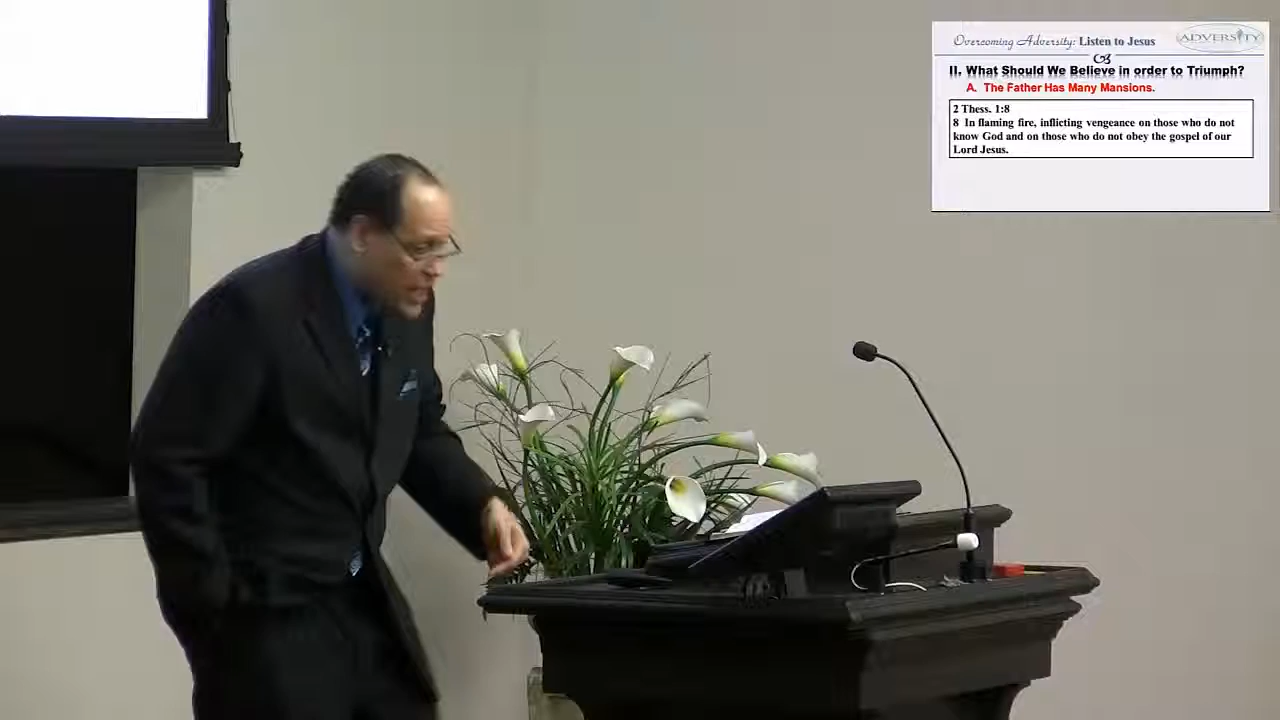 Overcoming Adversity: Listen to Jesus
ADVERSITY
II. What Should We Believe in order to Triumph?
A. The Father Has Many Mansions.
2 Thess. 1:8
8 In flaming fire, inflicting vengeance on those who do not
know God and on those who do not obey the gospel of our
Lord Jesus.